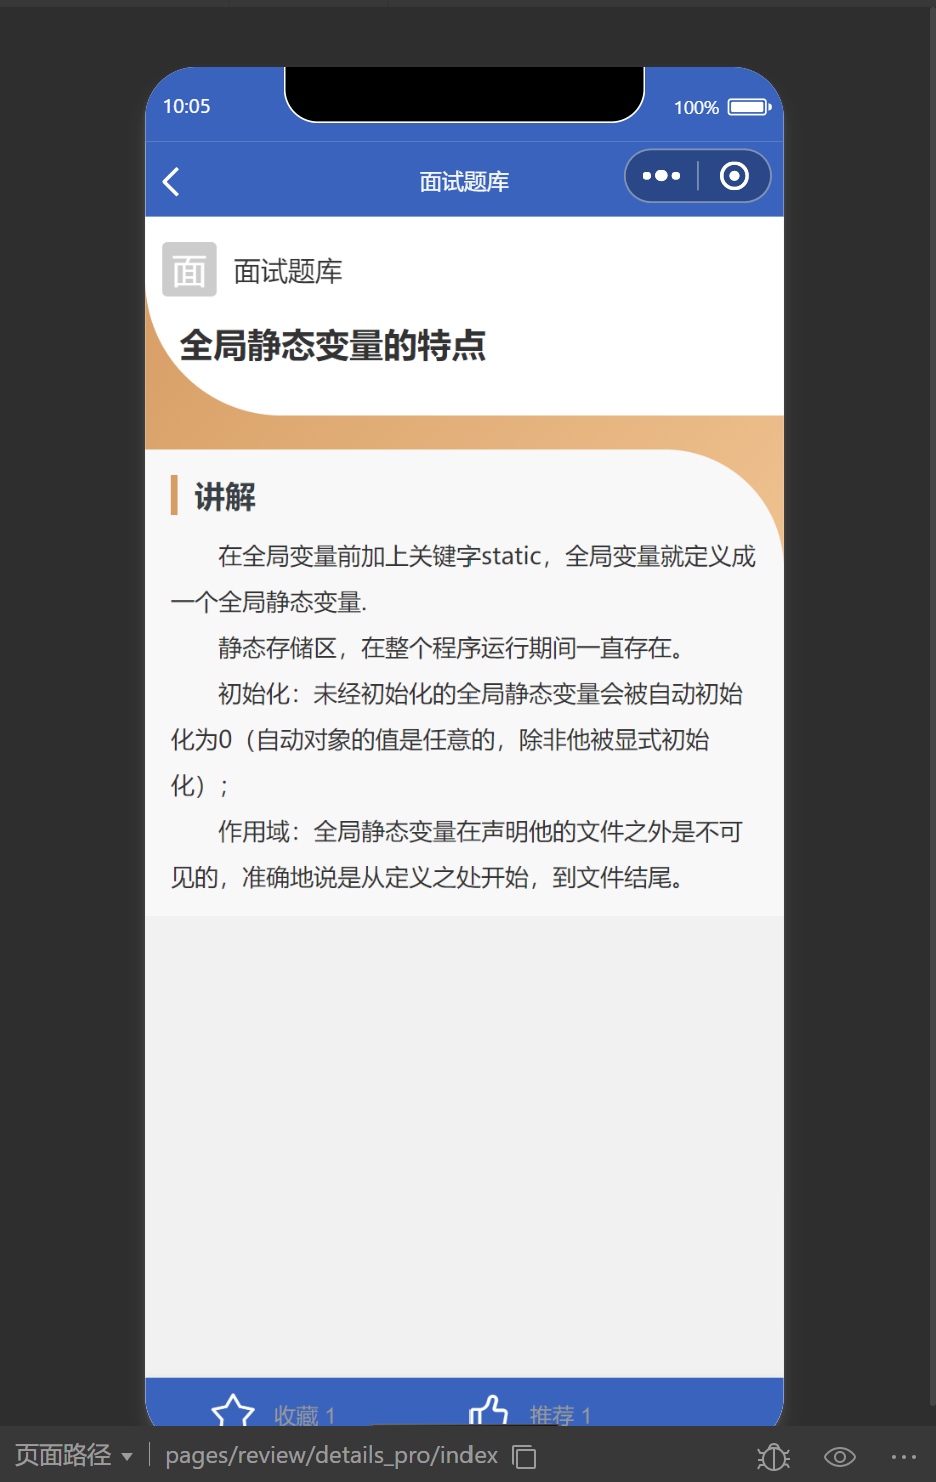 10:05
100%
面试题库
面 面试题库
全局静态变量的特点
讲解
在全局变量前加上关键字static，全局变量就定义成
一个全局静态变量.
静态存储区，在整个程序运行期间一直存在。
初始化：未经初始化的全局静态变量会被自动初始
化为0（自动对象的值是任意的，除非他被显式初始
化）；
作用域：全局静态变量在声明他的文件之外是不可
见的，准确地说是从定义之处开始，到文件结尾。
收藏 1
推荐 1
页面路径
pages/review/details_pro/index